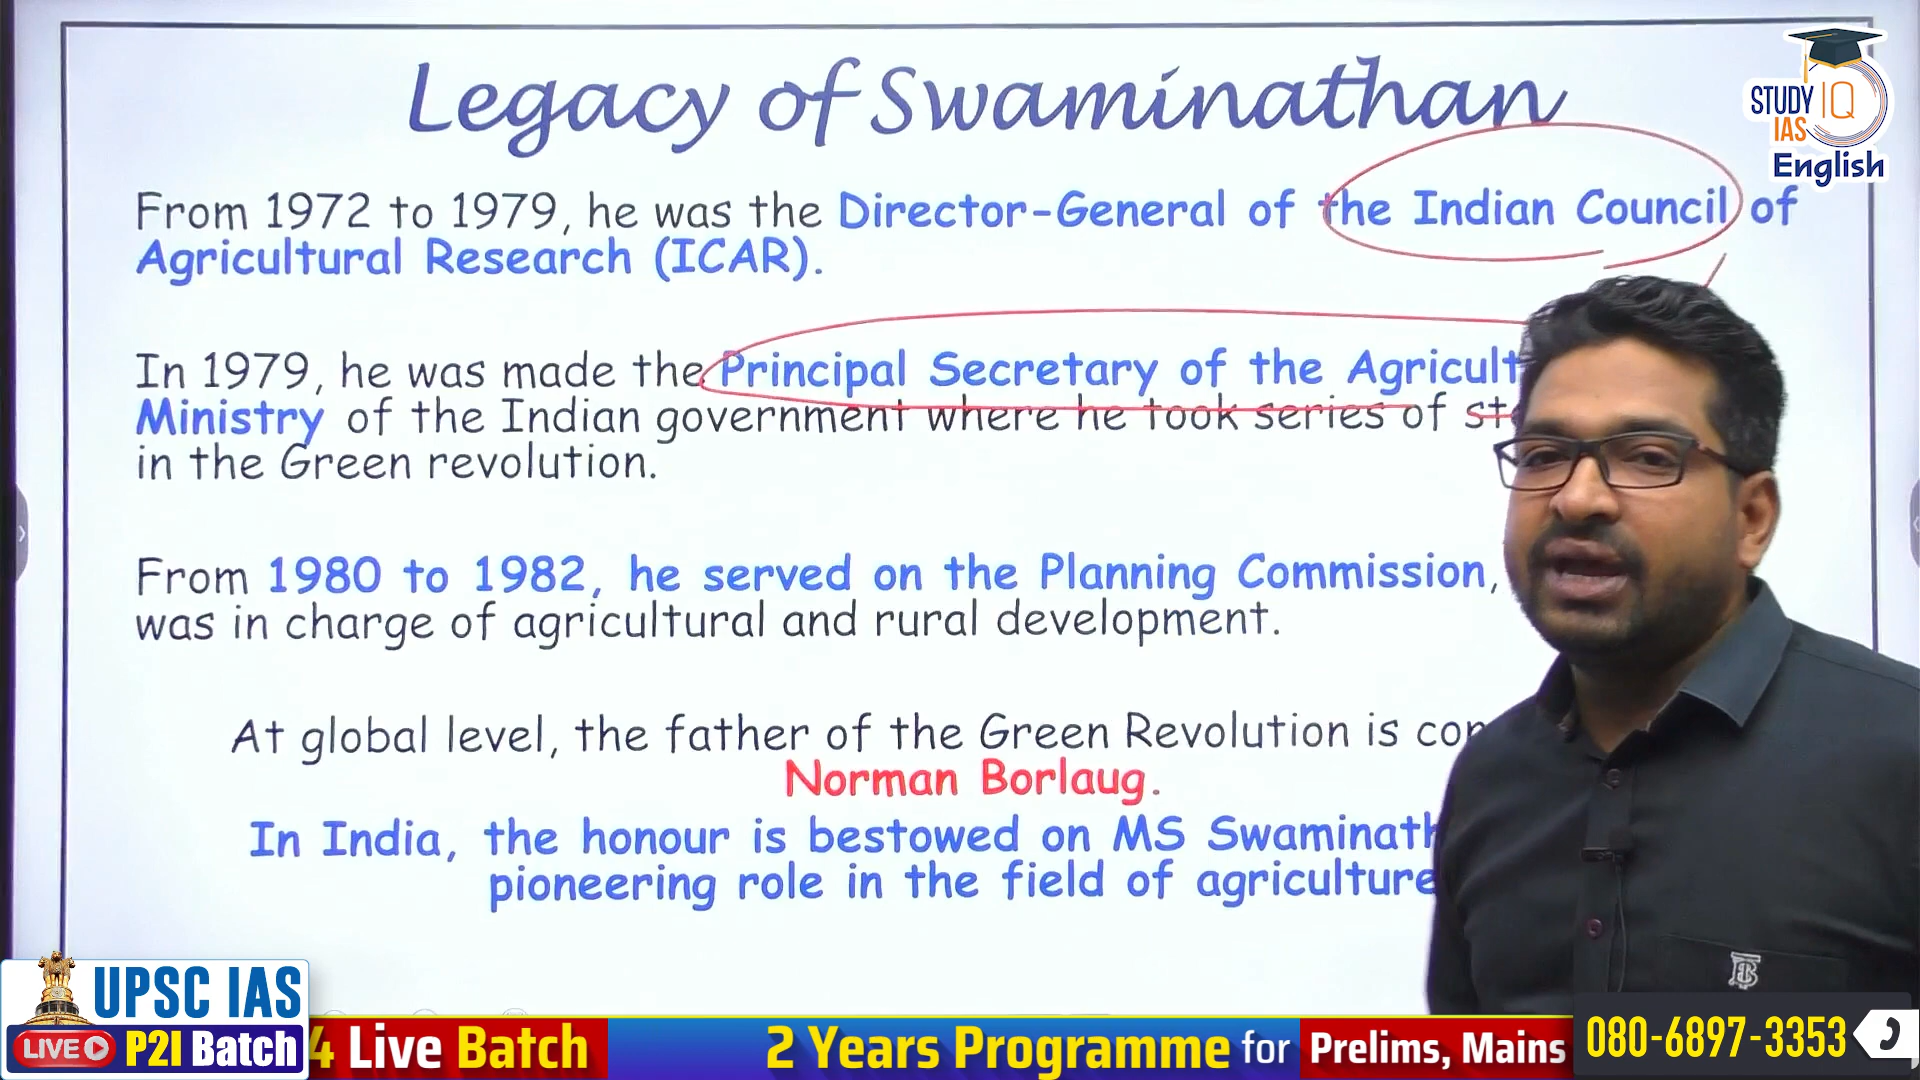 Legacy of Swaminathan
STUDY IQ
IAS
English
From 1972 to 1979, he was the Director-General of the Indian Council of
Agricultural Research (ICAR).
In 1979, he was made the Principal Secretary of the
Ministry of the Indian government where he took series of
in the Green revolution.
From 1980 to 1982, he served on the Planning Commission,
was in charge of agricultural and rural development.
At global level, the father of the Green Revolution is
Norman Borlaug.
In India, the honour is bestowed on MS
pioneering role in the field of agriculture
UPSC IAS
LIVE P2I Batch
4 Live Batch
2 Years Programme for Prelims, Mains
080-6897-3353